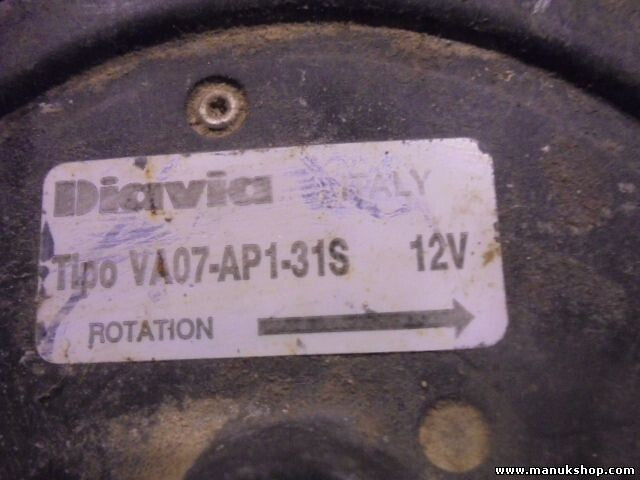 Diavia ITALY
Tipo VA07-AP1-31S 12V
ROTATION
www.manukshop.com